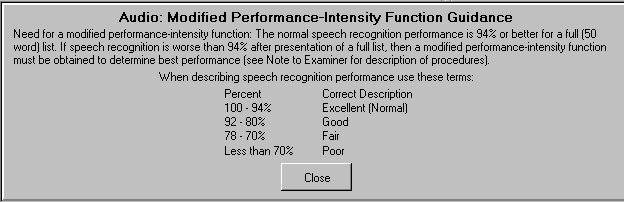 Audio: Modified Performance-Intensity Function Guidance
Need for a modified performance-intensity function: The normal speech recognition performance is 94% or better for a full (50
word) list. If speech recognition is worse than 94% after presentation of a full list, then a modified performance-intensity function
must be obtained to determine best performance (see Note to Examiner for description of procedures).
When describing speech recognition performance use these terms:
Percent Correct Description
100 - 94% Excellent (Normal)
92 - 80% Good
78 - 70% Fair
Less than 70% Poor
Close